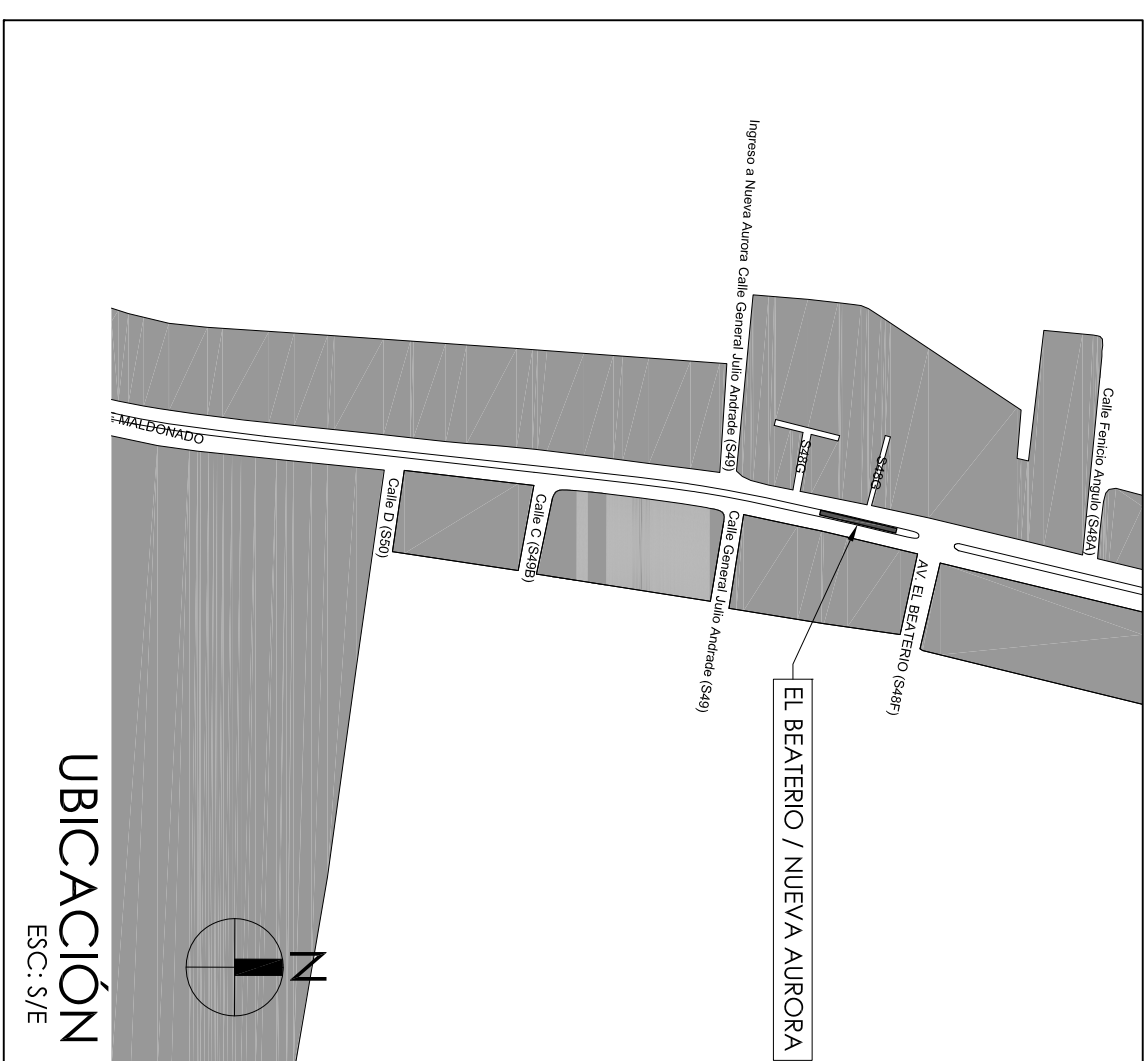 Calle Fenicio Angulo (S48A)
AV. EL BEATERIO (S48F)
S48G
S48G
EL BEATERIO / NUEVA AURORA
Ingreso a Nueva Aurora Calle General Julio Andrade (S49)
Calle General Julio Andrade (S49)
Calle C (S49B)
Calle D (S50)
MALDONADO
N
UBICACIÓN
ESC: S/E